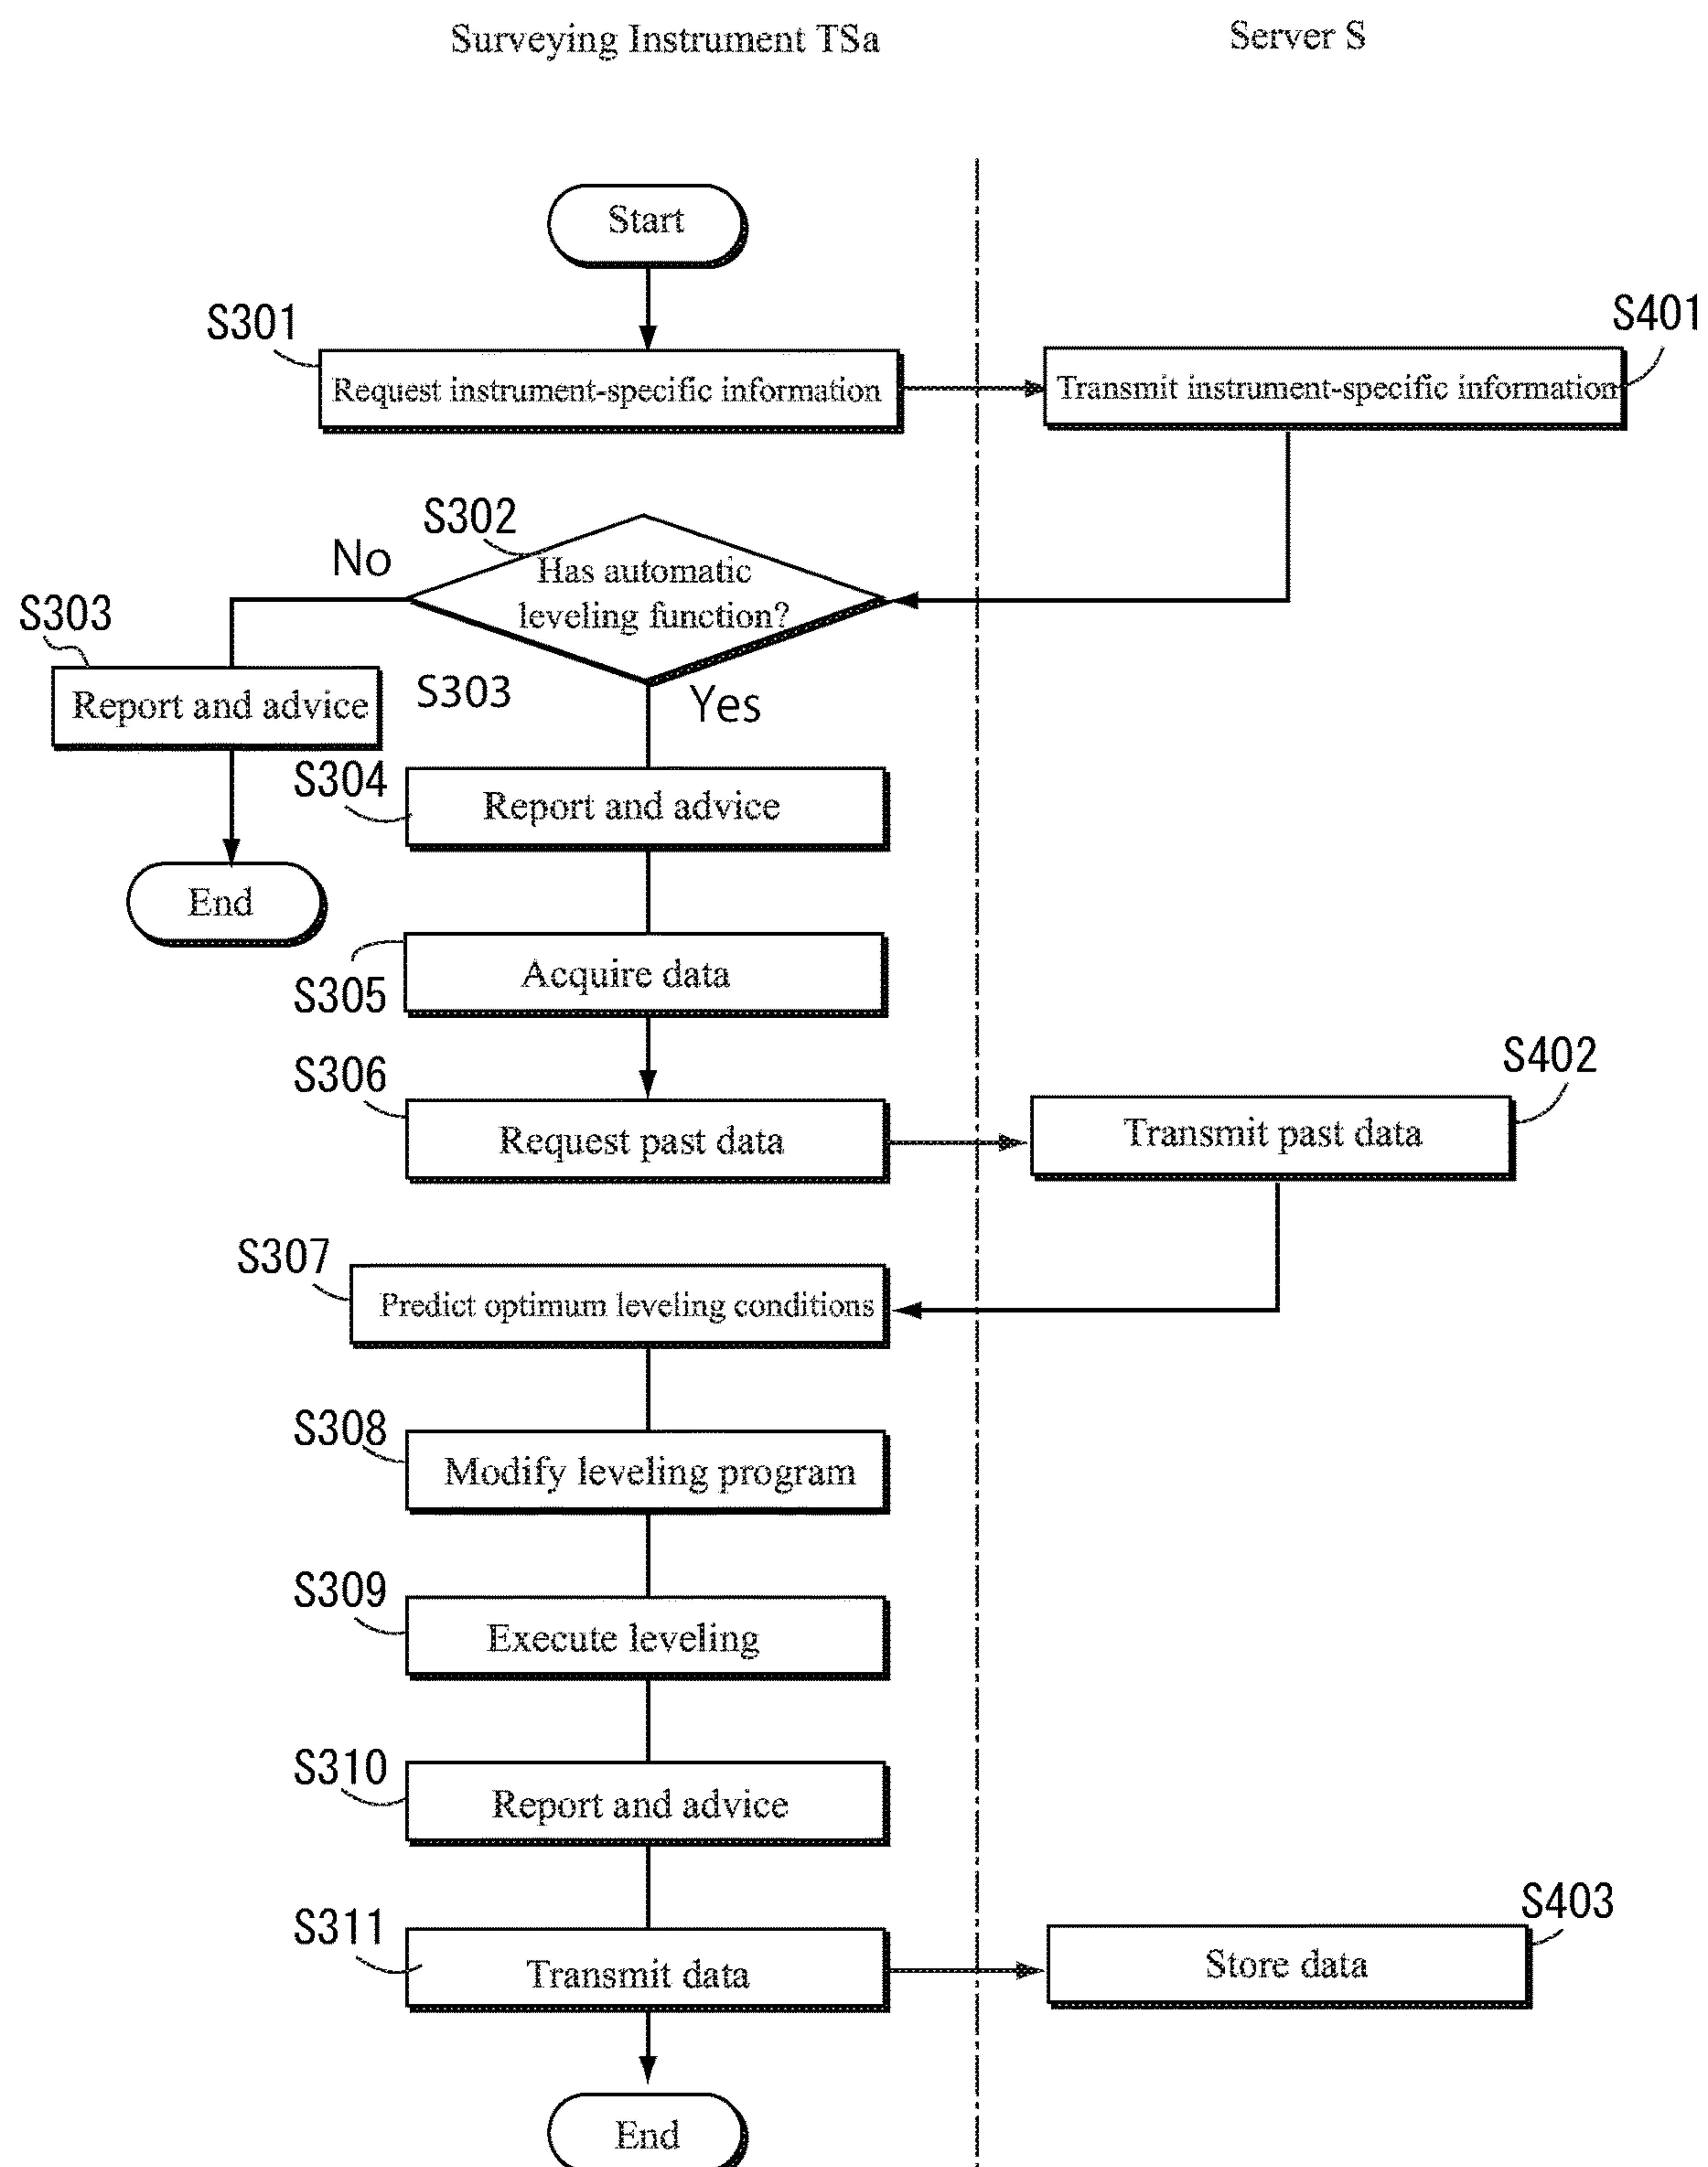 Surveying Instrument TSa
Server S
Start
S301
Request instrument-specific information
S401
Transmit instrument-specific information
S302
No
Has automatic
leveling function?
S303
Report and advice
S303
Yes
End
S304
Report and advice
S305
Acquire data
S306
Request past data
S402
Transmit past data
S307
Predict optimum leveling conditions
S308
Modify leveling program
S309
Execute leveling
S310
Report and advice
S311
Transmit data
S403
Store data
End